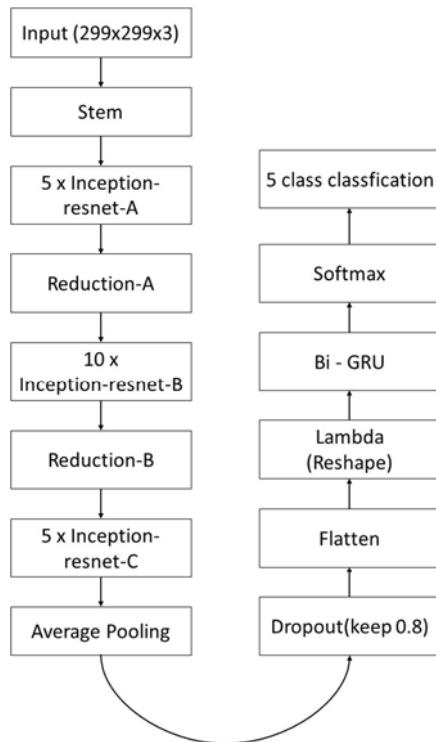 Input (299x299x3)
Stem
5 x Inception-
resnet-A
Reduction-A
10 x
Inception-resnet-B
Reduction-B
5 x Inception-
resnet-C
Average Pooling
Dropout(keep 0.8)
Flatten
Lambda
(Reshape)
Bi - GRU
Softmax
5 class classfication